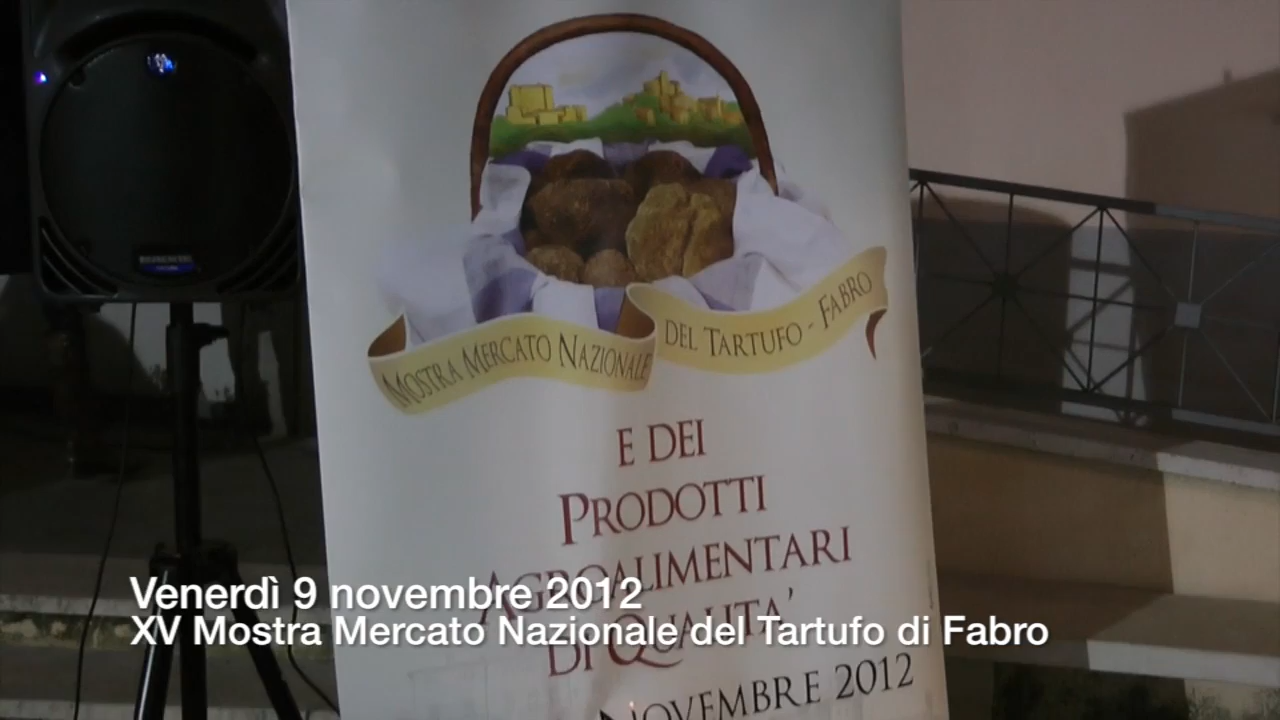 MOSTRA MERCATO NAZIONALE DEL TARTUFO - FABRO
E DEI
PRODOTTI
AGROALIMENTARI
DI QUALITA'
NOVEMBRE 2012
Venerdì 9 novembre 2012
XV Mostra Mercato Nazionale del Tartufo di Fabro